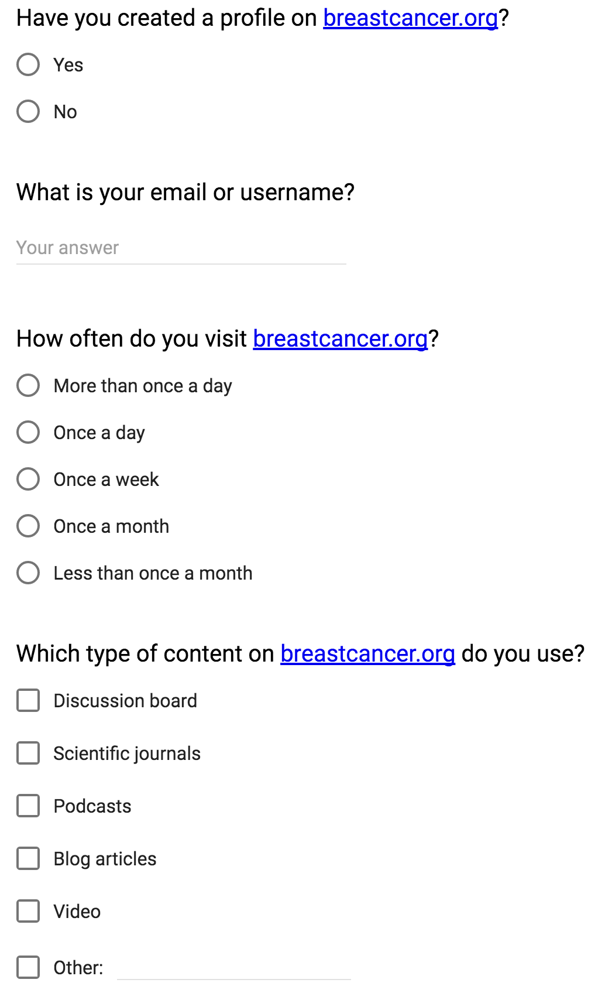 Have you created a profile on breastcancer.org?
Yes
No
What is your email or username?
Your answer
How often do you visit breastcancer.org?
More than once a day
Once a day
Once a week
Once a month
Less than once a month
Which type of content on breastcancer.org do you use?
Discussion board
Scientific journals
Podcasts
Blog articles
Video
Other: